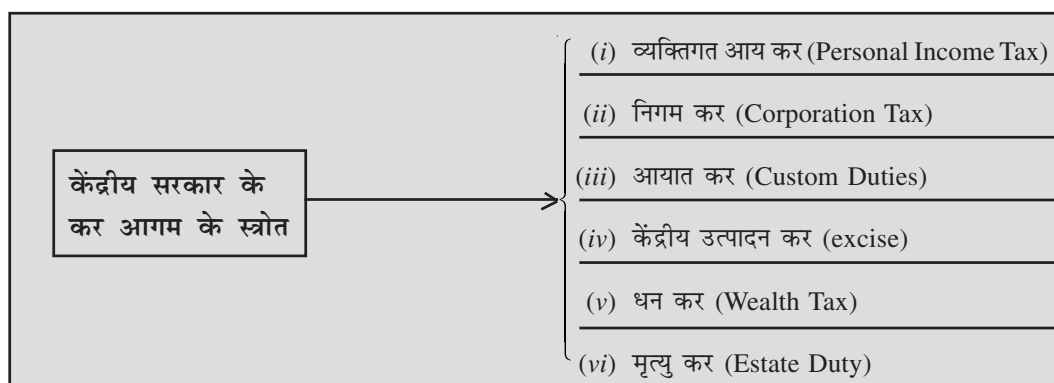 केंद्रीय सरकार के
कर आगम के स्त्रोत
(i) व्यक्तिगत आय कर (Personal Income Tax)
(ii) निगम कर (Corporation Tax)
(iii) आयात कर (Custom Duties)
(iv) केंद्रीय उत्पादन कर (excise)
(v) धन कर (Wealth Tax)
(vi) मृत्यु कर (Estate Duty)